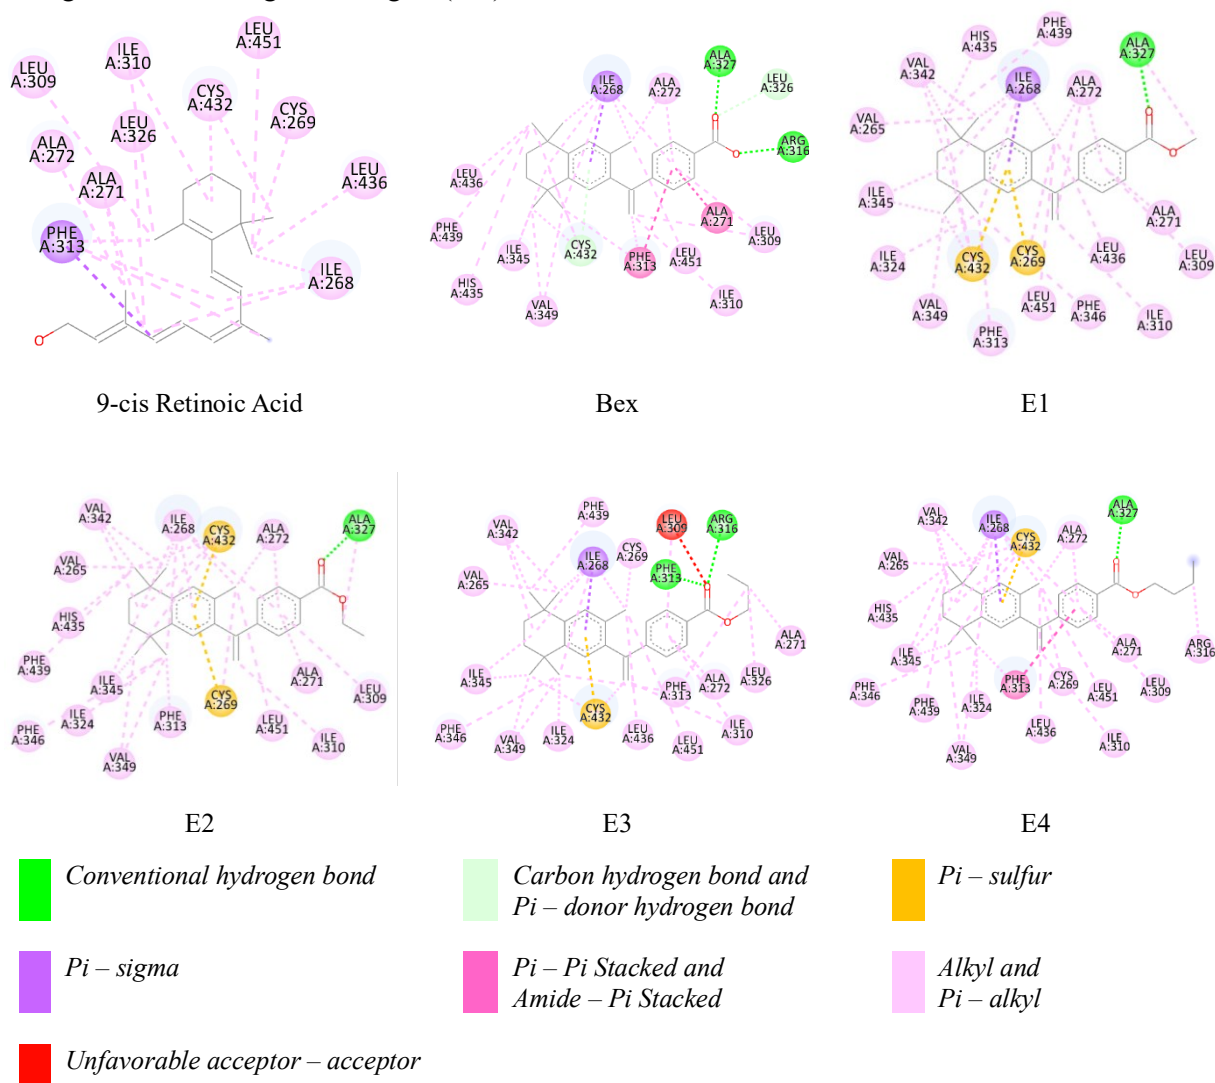 LEU A:309
ILE A:310
LEU A:451
CYS A:432
CYS A:269
LEU A:326
ALA A:272
ALA A:271
LEU A:436
PHE A:313
ILE A:268
O
9-cis Retinoic Acid
ILE A:268
ALA A:272
ALA A:327
LEU A:326
ARG A:316
O
O
LEU A:436
PHE A:439
ILE A:345
HIS A:435
VAL A:349
CYS A:432
PHE A:313
LEU A:451
ALA A:271
LEU A:309
ILE A:310
Bex
HIS A:435
PHE A:439
VAL A:342
ILE A:268
ALA A:272
ALA A:327
VAL A:265
O
O
ILE A:345
ILE A:324
CYS A:432
CYS A:269
LEU A:436
ALA A:271
LEU A:309
VAL A:349
PHE A:313
LEU A:451
PHE A:346
ILE A:310
E1
VAL A:342
ILE A:268
CYS A:432
ALA A:272
ALA A:327
VAL A:265
O
O
HIS A:435
PHE A:439
ILE A:345
PHE A:346
ILE A:324
VAL A:349
PHE A:313
CYS A:269
LEU A:451
ALA A:271
LEU A:309
ILE A:310
E2
VAL A:342
PHE A:439
ILE A:268
CYS A:269
LEU A:309
ARG A:316
PHE A:313
VAL A:265
O
O
ILE A:345
PHE A:346
VAL A:349
ILE A:324
CYS A:432
LEU A:436
PHE A:313
LEU A:451
ALA A:272
ILE A:310
LEU A:326
ALA A:271
E3
VAL A:342
ILE A:268
CYS A:432
ALA A:272
ALA A:327
VAL A:265
O
O
HIS A:435
ILE A:345
PHE A:346
PHE A:439
ILE A:324
VAL A:349
PHE A:313
LEU A:436
CYS A:269
LEU A:451
ALA A:271
LEU A:309
ILE A:310
ARG A:316
E4
Conventional hydrogen bond
Carbon hydrogen bond and
Pi – donor hydrogen bond
Pi – sulfur
Pi – sigma
Pi – Pi Stacked and
Amide – Pi Stacked
Alkyl and
Pi – alkyl
Unfavorable acceptor – acceptor